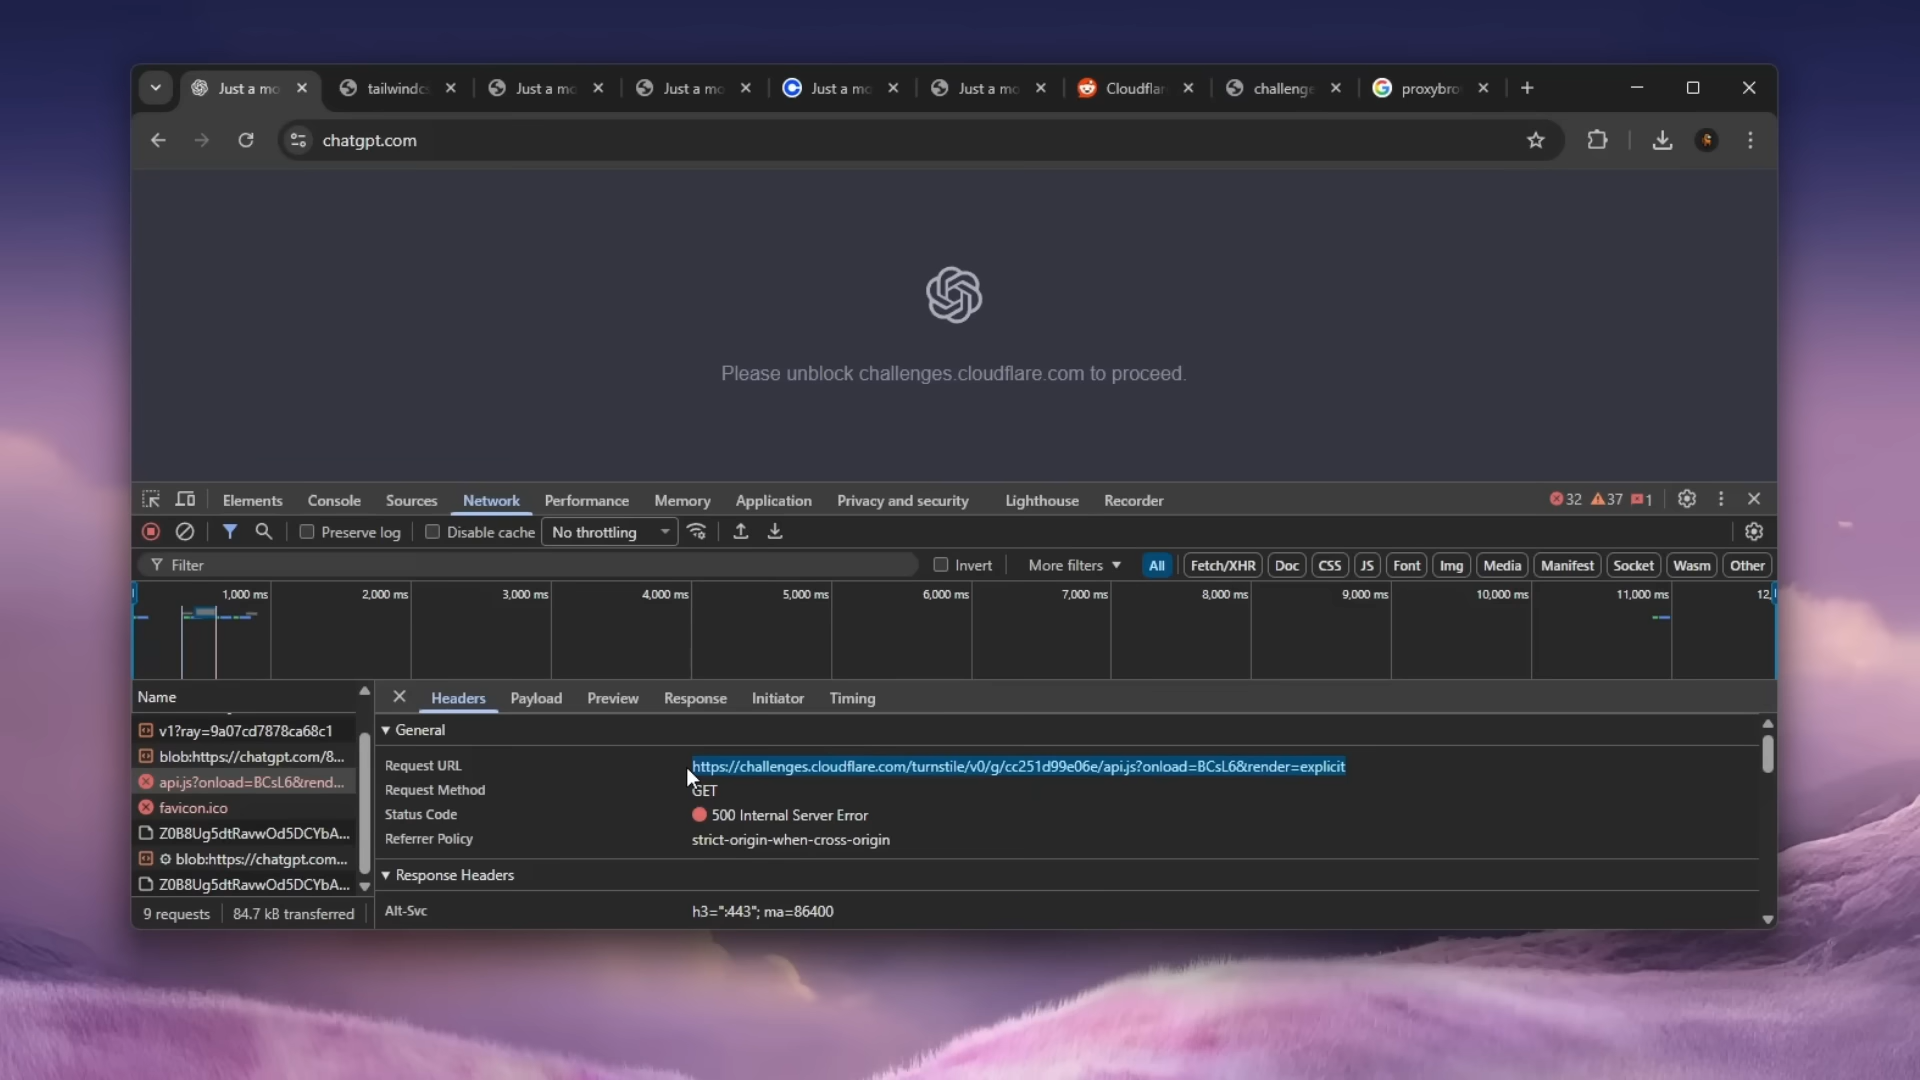 Just a mo
tailwindc
Just a mo
Just a mo
Just a mo
Just a mo
Cloudflar
challenge
proxybro
chatgpt.com
Please unblock challenges.cloudflare.com to proceed.
Elements Console Sources Network Performance Memory Application Privacy and security Lighthouse Recorder 32 37 1
Preserve log Disable cache No throttling
Filter Invert More filters All Fetch/XHR Doc CSS JS Font Img Media Manifest Socket Wasm Other
1,000 ms 2,000 ms 3,000 ms 4,000 ms 5,000 ms 6,000 ms 7,000 ms 8,000 ms 9,000 ms 10,000 ms 11,000 ms 12,
Name
v1?ray=9a07cd7878ca68c1
blob:https://chatgpt.com/8...
api.js?onload=BCsL6&rend...
favicon.ico
Z0B8Ug5dtRavwOd5DCYbA...
blob:https://chatgpt.com...
Z0B8Ug5dtRavwOd5DCYbA...
9 requests 84.7 kB transferred
Headers Payload Preview Response Initiator Timing
General
Request URL https://challenges.cloudflare.com/turnstile/v0/g/cc251d99e06e/api.js?onload=BCsL6&render=explicit
Request Method GET
Status Code 500 Internal Server Error
Referrer Policy strict-origin-when-cross-origin
Response Headers
Alt-Svc h3=":443"; ma=86400